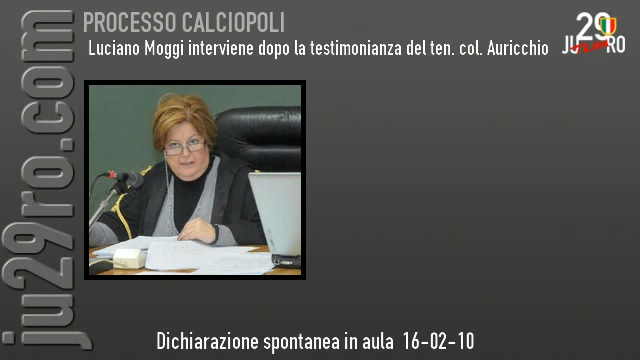 PROCESSO CALCIOPOLI
Luciano Moggi interviene dopo la testimonianza del ten. col. Auricchio
29
JU RO
ju29ro.com
Dichiarazione spontanea in aula 16-02-10